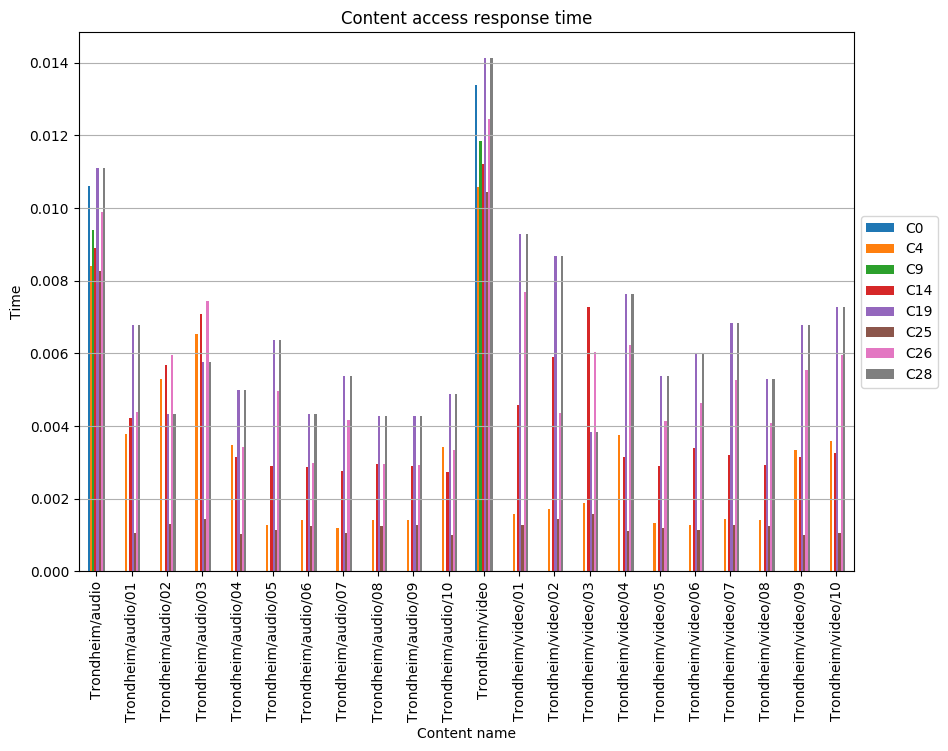 Content access response time
Time
0.014
0.012
0.010
0.008
0.006
0.004
0.002
0.000
C0
C4
C9
C14
C19
C25
C26
C28
Trondheim/audio
Trondheim/audio/01
Trondheim/audio/02
Trondheim/audio/03
Trondheim/audio/04
Trondheim/audio/05
Trondheim/audio/06
Trondheim/audio/07
Trondheim/audio/08
Trondheim/audio/09
Trondheim/audio/10
Trondheim/video
Trondheim/video/01
Trondheim/video/02
Trondheim/video/03
Trondheim/video/04
Trondheim/video/05
Trondheim/video/06
Trondheim/video/07
Trondheim/video/08
Trondheim/video/09
Trondheim/video/10
Content name